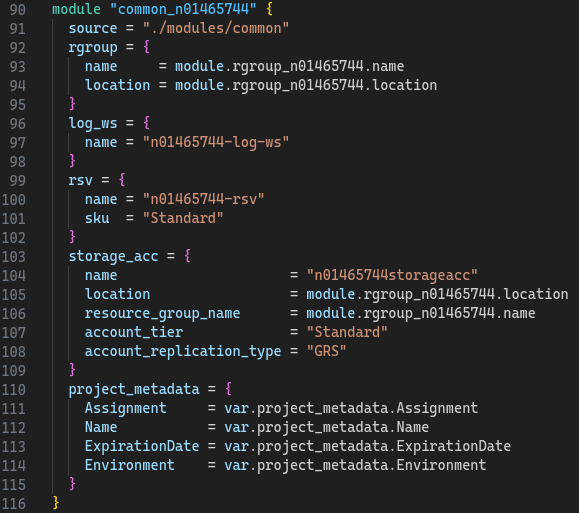 90 module "common_n01465744" {
91   source = "./modules/common"
92   rgroup = {
93     name     = module.rgroup_n01465744.name
94     location = module.rgroup_n01465744.location
95   }
96   log_ws = {
97     name = "n01465744-log-ws"
98   }
99   rsv = {
100     name = "n01465744-rsv"
101     sku  = "Standard"
102   }
103   storage_acc = {
104     name                     = "n01465744storageacc"
105     location                 = module.rgroup_n01465744.location
106     resource_group_name      = module.rgroup_n01465744.name
107     account_tier             = "Standard"
108     account_replication_type = "GRS"
109   }
110   project_metadata = {
111     Assignment     = var.project_metadata.Assignment
112     Name           = var.project_metadata.Name
113     ExpirationDate = var.project_metadata.ExpirationDate
114     Environment    = var.project_metadata.Environment
115   }
116 }